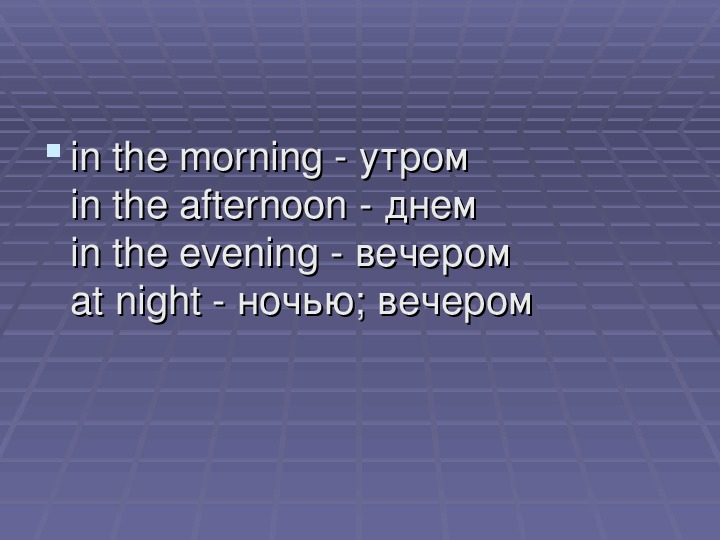 in the morning - утром
in the afternoon - днем
in the evening - вечером
at night - ночью; вечером